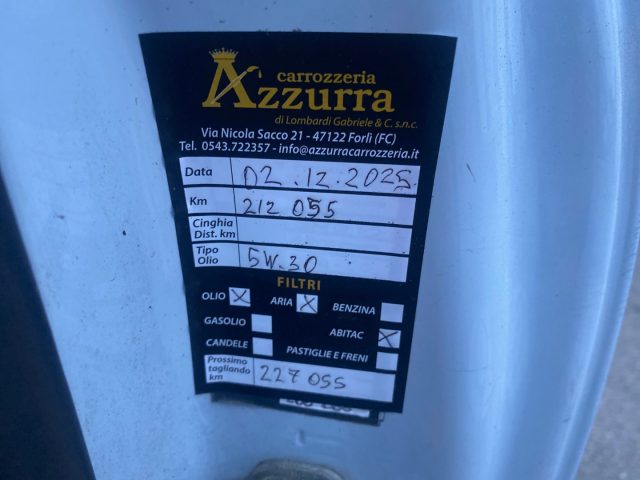 carrozzeria
Azzurra
di Lombardi Gabriele & C. s.n.c.
Via Nicola Sacco 21 - 47122 Forlì (FC)
Tel. 0543.722357 - info@azzurracarrozzeria.it
Data 02.12.2025
Km 212 055
Cinghia
Dist. km
Tipo
Olio 5W.30
FILTRI
OLIO X ARIA X BENZINA
GASOLIO ABITAC X
CANDELE PASTIGLIE E FRENI
Prossimo
tagliando
km 227 055